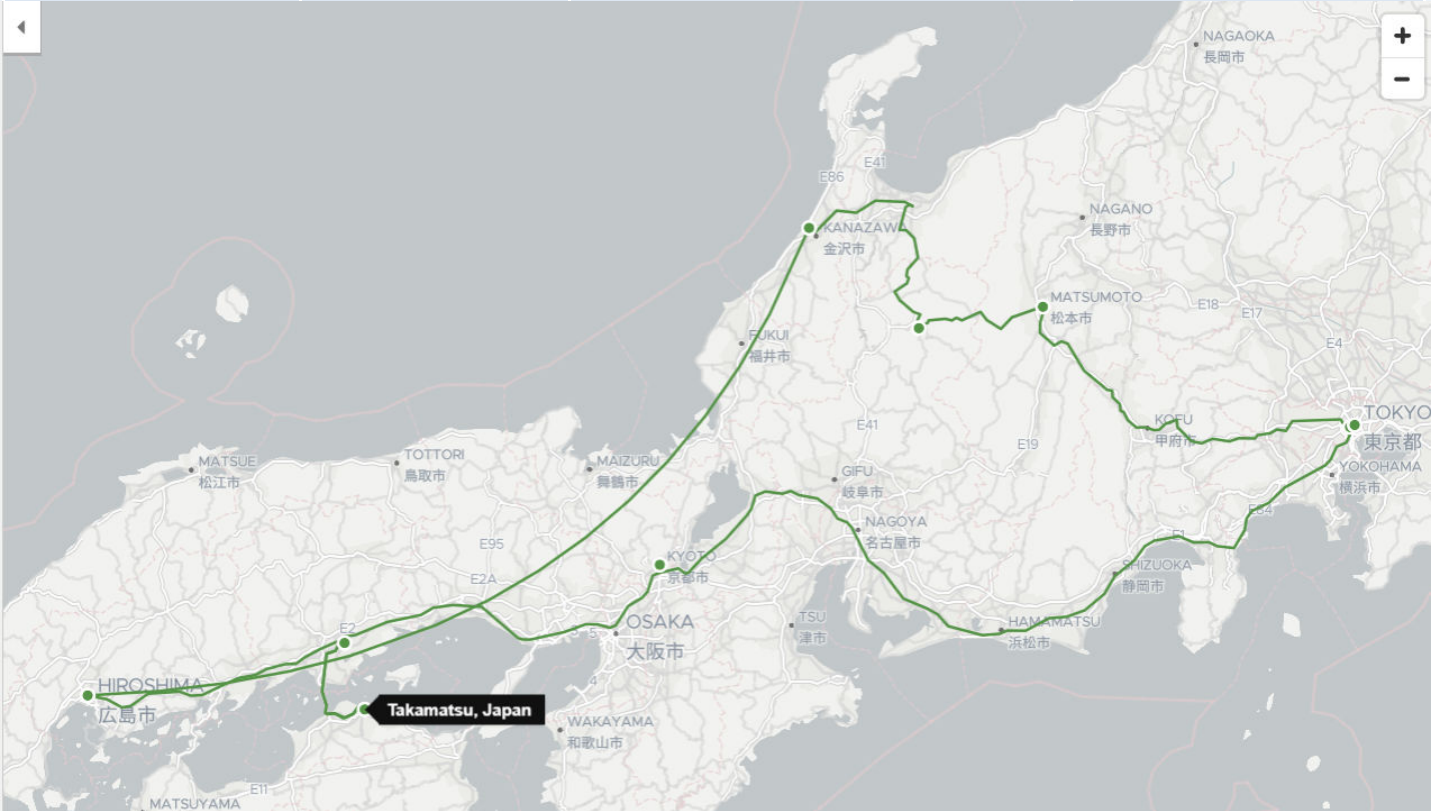 NAGAOKA
長岡市
+
−
E41
E86
NAGANO
長野市
KANAZAW
金沢市
MATSUMOTO
松本市
E18
E17
FUKUI
福井市
E4
TOKYO
東京都
KOFU
甲府市
E41
E19
MATSUE
松江市
TOTTORI
鳥取市
MAIZURU
舞鶴市
GIFU
岐阜市
YOKOHAMA
横浜市
NAGOYA
名古屋市
E84
E1
E95
KYOTO
京都市
E2A
SHIZUOKA
静岡市
TSU
津市
HAMAMATSU
浜松市
E2
5
OSAKA
大阪市
4
HIROSHIMA
広島市
Takamatsu, Japan
WAKAYAMA
和歌山市
E11
MATSUYAMA